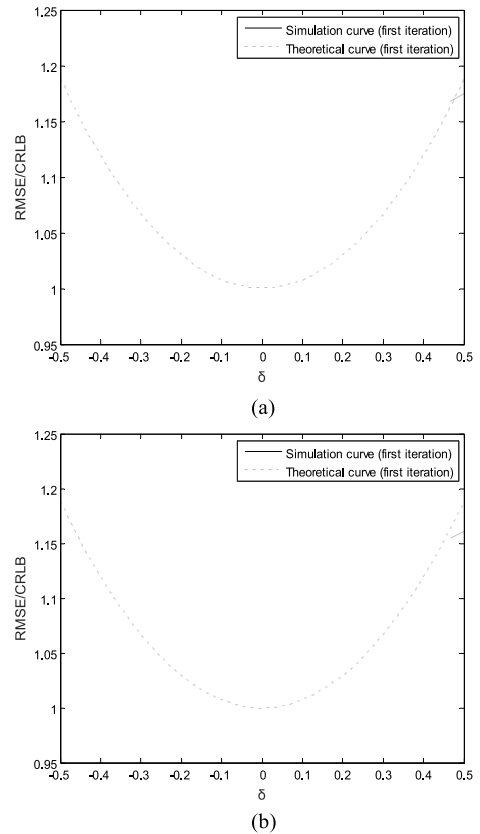 Simulation curve (first iteration)
Theoretical curve (first iteration)
1.25
1.2
1.15
1.1
1.05
1
0.95
RMSE/CRLB
-0.5 -0.4 -0.3 -0.2 -0.1 0 0.1 0.2 0.3 0.4 0.5
δ
(a)
Simulation curve (first iteration)
Theoretical curve (first iteration)
1.25
1.2
1.15
1.1
1.05
1
0.95
RMSE/CRLB
-0.5 -0.4 -0.3 -0.2 -0.1 0 0.1 0.2 0.3 0.4 0.5
δ
(b)